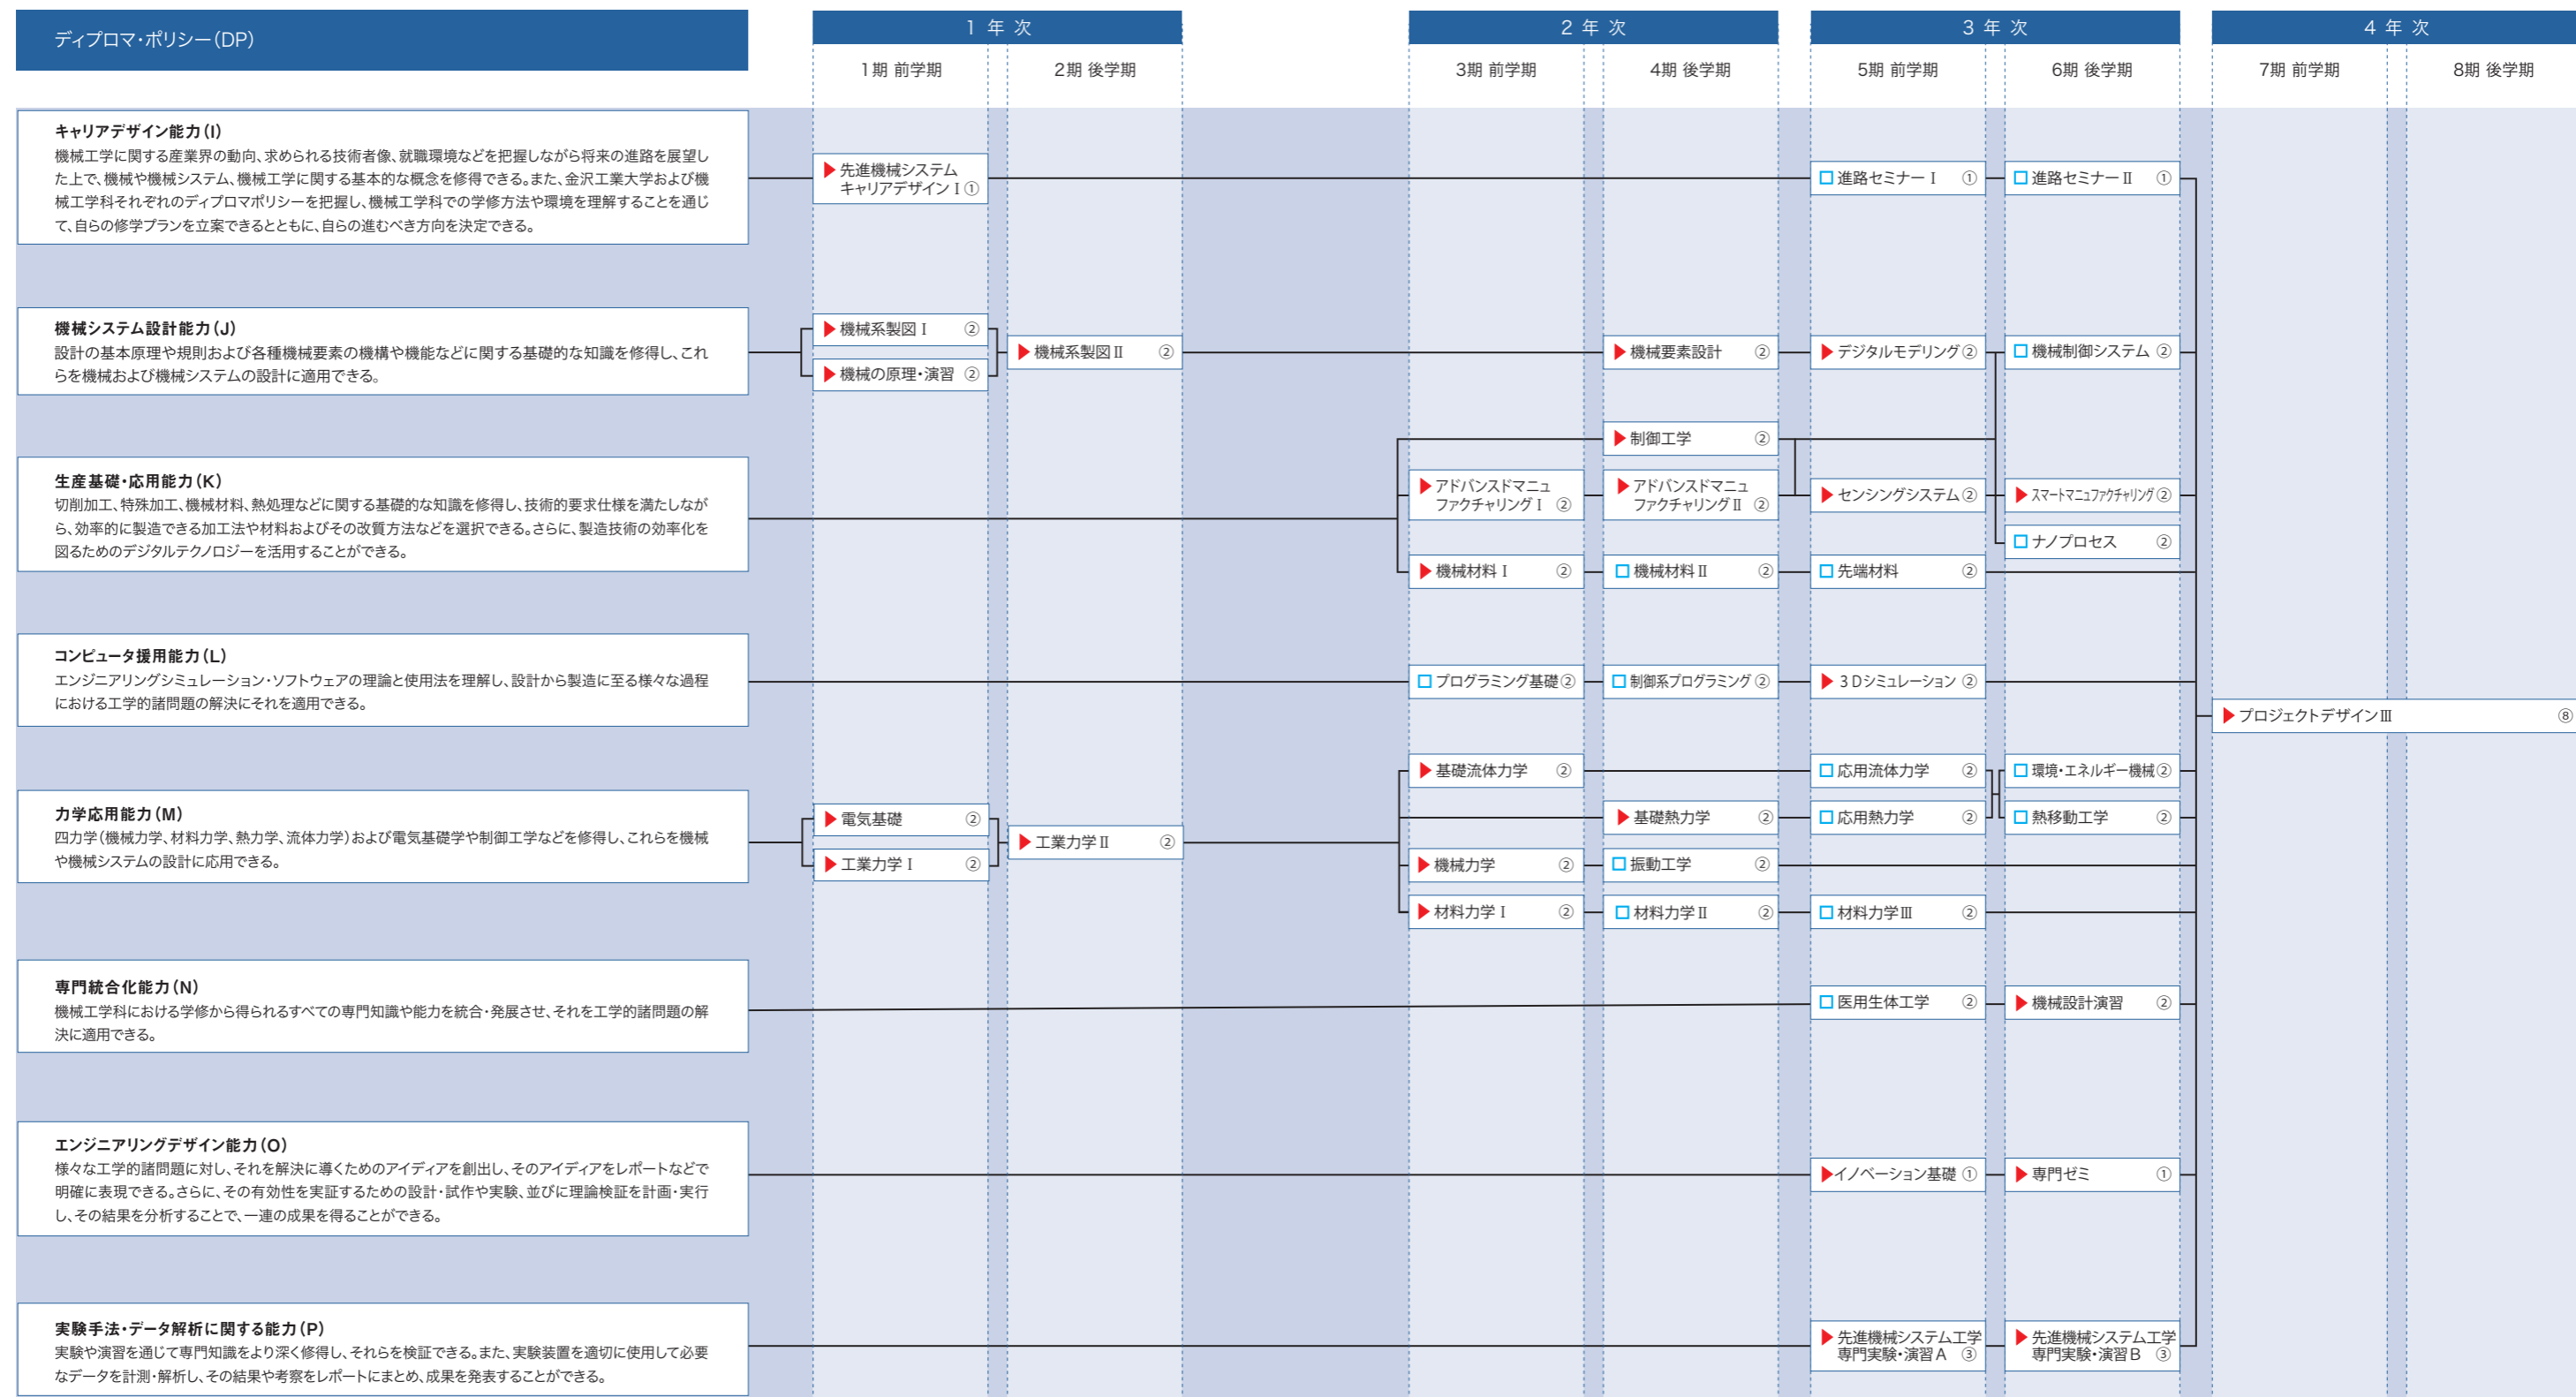 ディプロマ・ポリシー(DP)
1 年 次
2 年 次
3 年 次
4 年 次
1期 前学期
2期 後学期
3期 前学期
4期 後学期
5期 前学期
6期 後学期
7期 前学期
8期 後学期
キャリアデザイン能力(I)
機械工学に関する産業界の動向、求められる技術者像、就職環境などを把握しながら将来の進路を展望し
た上で、機械や機械システム、機械工学に関する基本的な概念を修得できる。また、金沢工業大学および機
械工学科それぞれのディプロマポリシーを把握し、機械工学科での学修方法や環境を理解することを通じ
て、自らの修学プランを立案できるとともに、自らの進むべき方向を決定できる。
▶先進機械システム
キャリアデザインⅠ①
□進路セミナーⅠ ①
□進路セミナーⅡ ①
機械システム設計能力(J)
設計の基本原理や規則および各種機械要素の機構や機能などに関する基礎的な知識を修得し、これ
らを機械および機械システムの設計に適用できる。
▶機械系製図Ⅰ ②
▶機械の原理・演習 ②
▶機械系製図Ⅱ ②
▶機械要素設計 ②
▶デジタルモデリング②
□機械制御システム ②
生産基礎・応用能力(K)
切削加工、特殊加工、機械材料、熱処理などに関する基礎的な知識を修得し、技術的要求仕様を満たしなが
ら、効率的に製造できる加工法や材料およびその改質方法などを選択できる。さらに、製造技術の効率化を
図るためのデジタルテクノロジーを活用することができる。
▶制御工学 ②
▶アドバンスドマニュ
ファクチャリングⅠ ②
▶アドバンスドマニュ
ファクチャリングⅡ ②
▶センシングシステム②
▶スマートマニュファクチャリング②
□ナノプロセス ②
▶機械材料Ⅰ ②
□機械材料Ⅱ ②
□先端材料 ②
コンピュータ援用能力(L)
エンジニアリングシミュレーション・ソフトウェアの理論と使用法を理解し、設計から製造に至る様々な過程
における工学的諸問題の解決にそれを適用できる。
□プログラミング基礎②
□制御系プログラミング②
▶3Dシミュレーション②
▶プロジェクトデザインⅢ ⑧
力学応用能力(M)
四力学(機械力学、材料力学、熱力学、流体力学)および電気基礎学や制御工学などを修得し、これらを機械
や機械システムの設計に応用できる。
▶電気基礎 ②
▶工業力学Ⅰ ②
▶工業力学Ⅱ ②
▶基礎流体力学 ②
□応用流体力学 ②
□環境・エネルギー機械②
▶基礎熱力学 ②
□応用熱力学 ②
□熱移動工学 ②
▶機械力学 ②
□振動工学 ②
▶材料力学Ⅰ ②
□材料力学Ⅱ ②
□材料力学Ⅲ ②
専門統合化能力(N)
機械工学科における学修から得られるすべての専門知識や能力を統合・発展させ、それを工学的諸問題の解
決に適用できる。
□医用生体工学 ②
▶機械設計演習 ②
エンジニアリングデザイン能力(O)
様々な工学的諸問題に対し、それを解決に導くためのアイディアを創出し、そのアイディアをレポートなどで
明確に表現できる。さらに、その有効性を実証するための設計・試作や実験、並びに理論検証を計画・実行
し、その結果を分析することで、一連の成果を得ることができる。
▶イノベーション基礎 ①
▶専門ゼミ ①
実験手法・データ解析に関する能力(P)
実験や演習を通じて専門知識をより深く修得し、それらを検証できる。また、実験装置を適切に使用して必要
なデータを計測・解析し、その結果や考察をレポートにまとめ、成果を発表することができる。
▶先進機械システム工学
専門実験・演習A ③
▶先進機械システム工学
専門実験・演習B ③